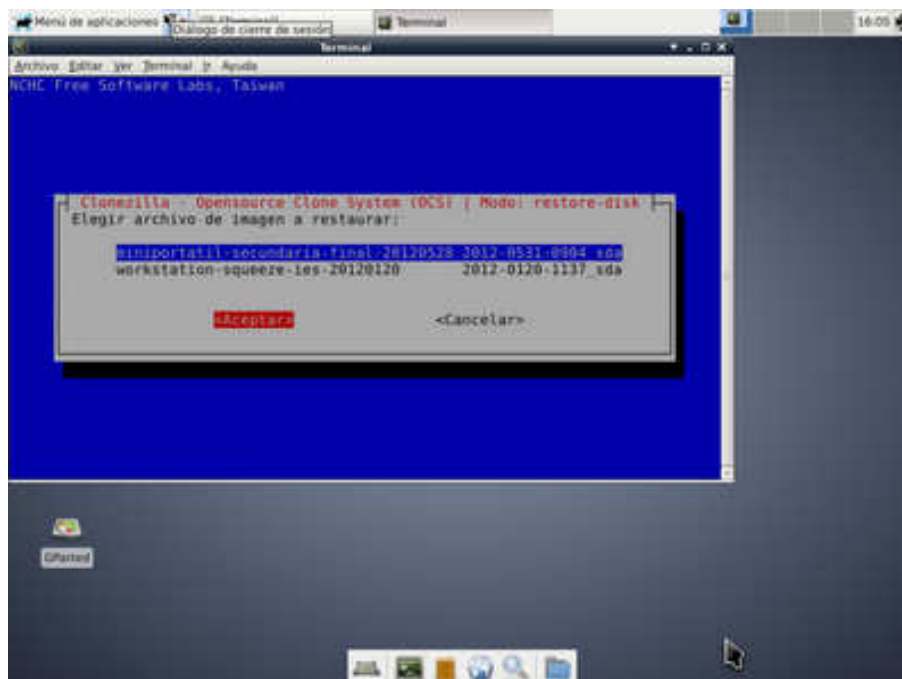 Menú de aplicaciones
Diálogo de cierre de sesión
Terminal
16:05
Terminal
Archivo Editar Ver Terminal Ir Ayuda
NCHC Free Software Labs, Taiwan
Clonezilla - Opensource Clone System (OCS) | Modo: restore-disk
Elegir archivo de imagen a restaurar:
miniportatil-secundaria-final-20120528 2012-0531-0904_sda
workstation-squeeze-ies-20120120 2012-0120-1137_sda
<Aceptar> <Cancelar>
GParted